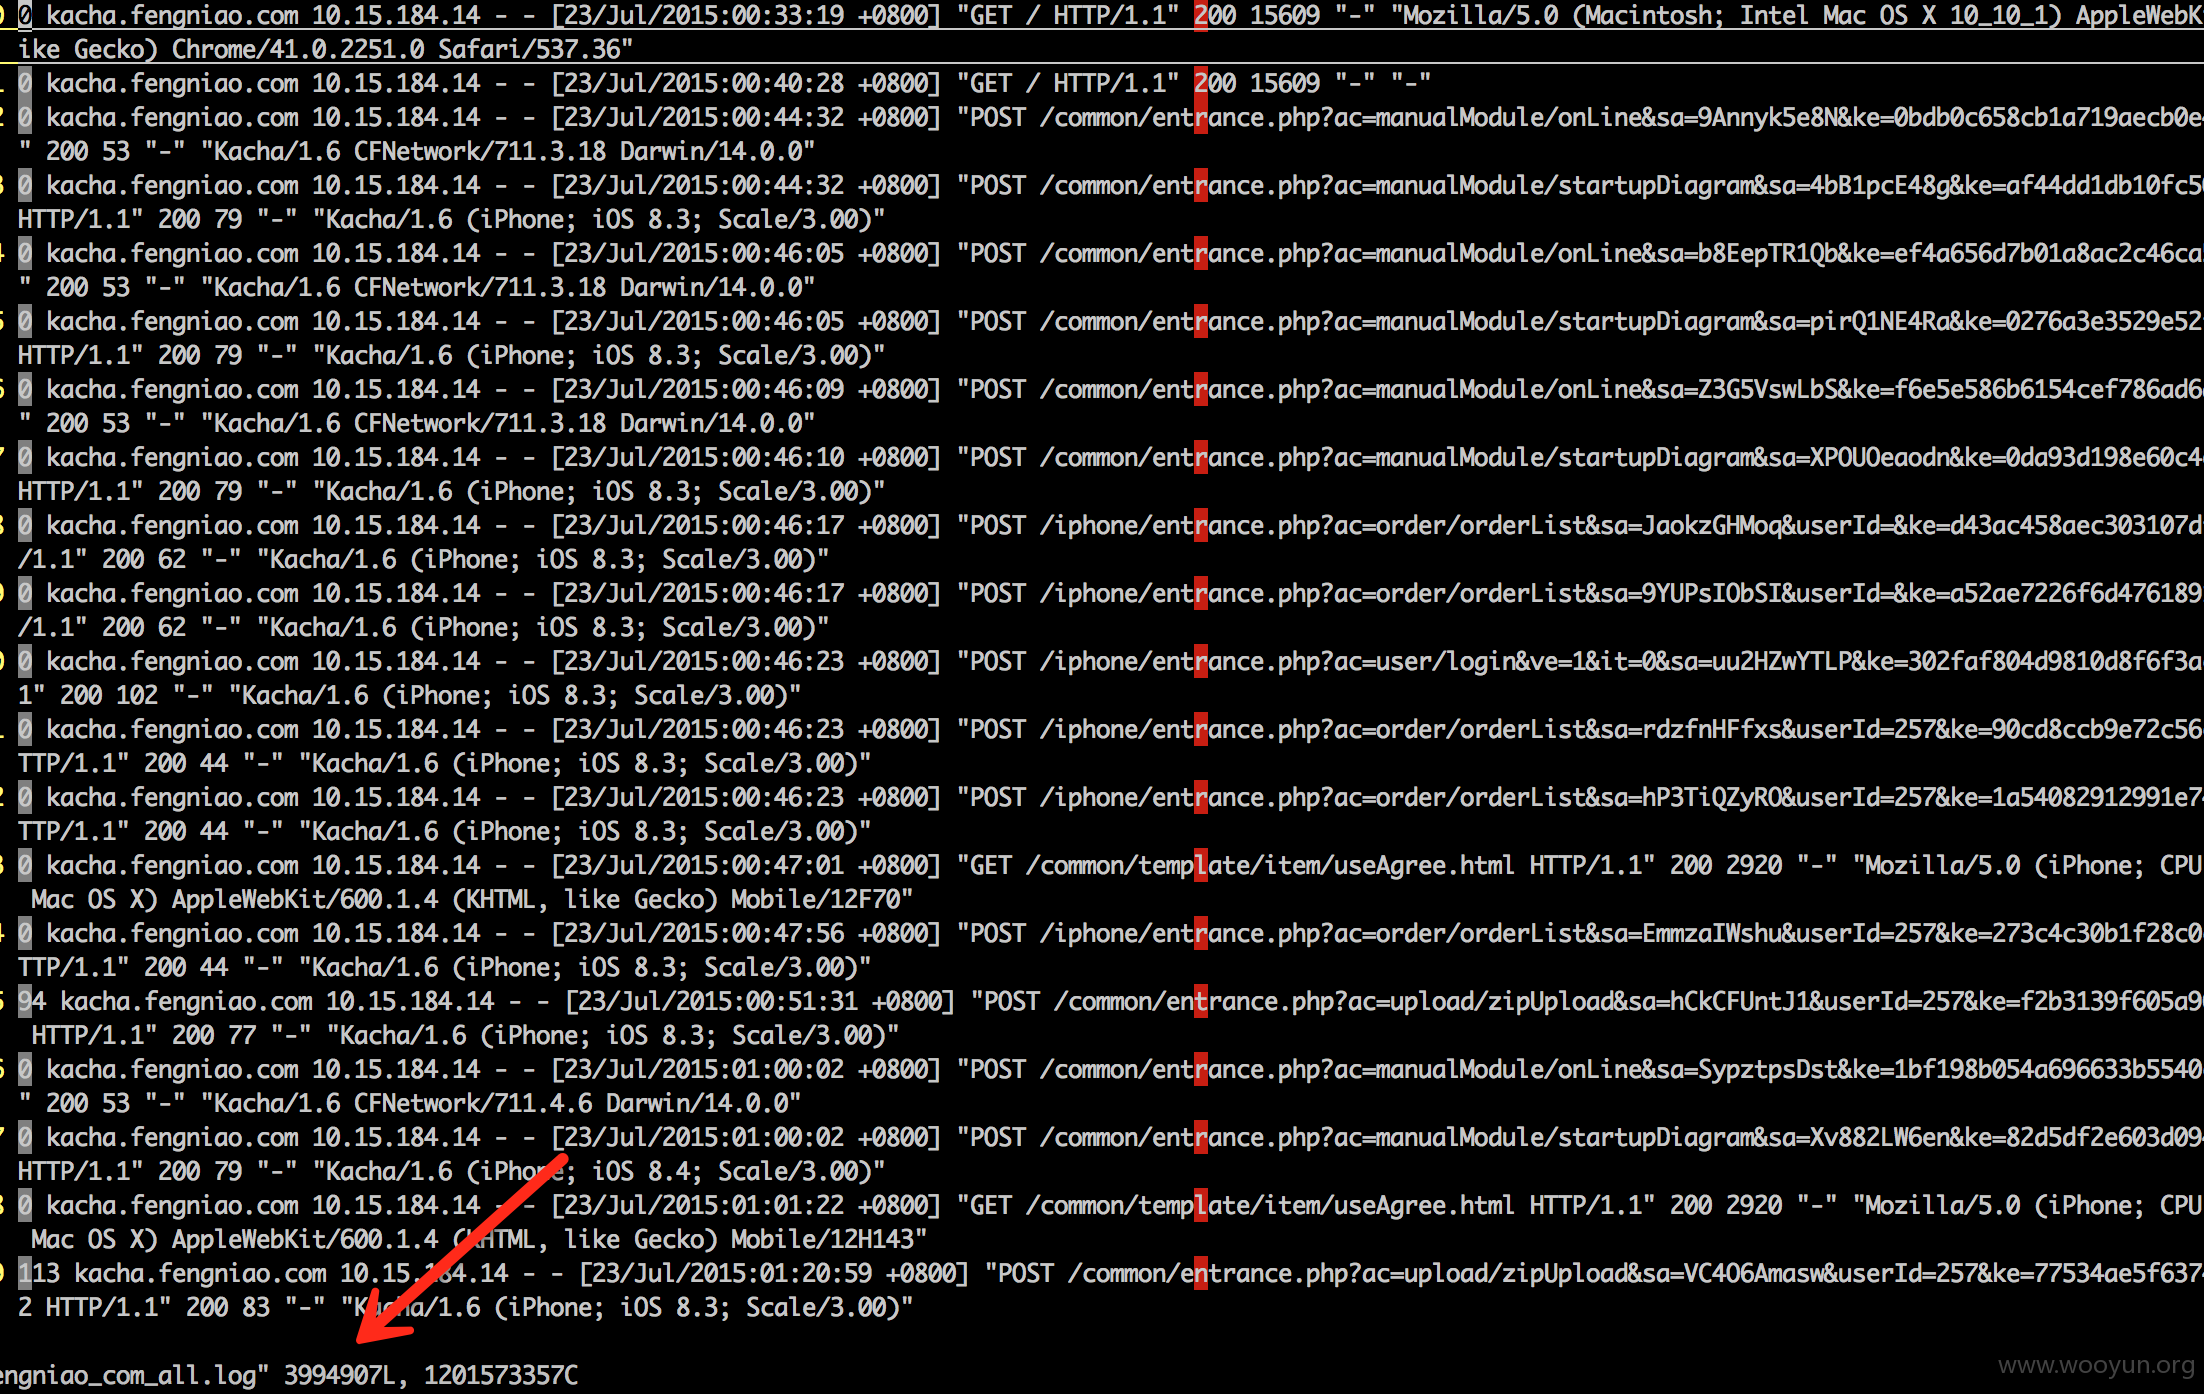 0 kacha.fengniao.com 10.15.184.14 - - [23/Jul/2015:00:33:19 +0800] "GET / HTTP/1.1" 200 15609 "-" "Mozilla/5.0 (Macintosh; Intel Mac OS X 10_10_1) AppleWebK
ike Gecko) Chrome/41.0.2251.0 Safari/537.36"
0 kacha.fengniao.com 10.15.184.14 - - [23/Jul/2015:00:40:28 +0800] "GET / HTTP/1.1" 200 15609 "-" "-"
0 kacha.fengniao.com 10.15.184.14 - - [23/Jul/2015:00:44:32 +0800] "POST /common/entrance.php?ac=manualModule/onLine&sa=9Annyk5e8N&ke=0bdb0c658cb1a719aecb0e
" 200 53 "-" "Kacha/1.6 CFNetwork/711.3.18 Darwin/14.0.0"
0 kacha.fengniao.com 10.15.184.14 - - [23/Jul/2015:00:44:32 +0800] "POST /common/entrance.php?ac=manualModule/startupDiagram&sa=4bB1pcE48g&ke=af44dd1db10fc5
HTTP/1.1" 200 79 "-" "Kacha/1.6 (iPhone; iOS 8.3; Scale/3.00)"
0 kacha.fengniao.com 10.15.184.14 - - [23/Jul/2015:00:46:05 +0800] "POST /common/entrance.php?ac=manualModule/onLine&sa=b8EepTR1Qb&ke=ef4a656d7b01a8ac2c46ca
" 200 53 "-" "Kacha/1.6 CFNetwork/711.3.18 Darwin/14.0.0"
0 kacha.fengniao.com 10.15.184.14 - - [23/Jul/2015:00:46:05 +0800] "POST /common/entrance.php?ac=manualModule/startupDiagram&sa=pirQ1NE4Ra&ke=0276a3e3529e52
HTTP/1.1" 200 79 "-" "Kacha/1.6 (iPhone; iOS 8.3; Scale/3.00)"
0 kacha.fengniao.com 10.15.184.14 - - [23/Jul/2015:00:46:09 +0800] "POST /common/entrance.php?ac=manualModule/onLine&sa=Z3G5VswLbS&ke=f6e5e586b6154cef786ad6
" 200 53 "-" "Kacha/1.6 CFNetwork/711.3.18 Darwin/14.0.0"
0 kacha.fengniao.com 10.15.184.14 - - [23/Jul/2015:00:46:10 +0800] "POST /common/entrance.php?ac=manualModule/startupDiagram&sa=XPOUOeaodn&ke=0da93d198e60c4
HTTP/1.1" 200 79 "-" "Kacha/1.6 (iPhone; iOS 8.3; Scale/3.00)"
0 kacha.fengniao.com 10.15.184.14 - - [23/Jul/2015:00:46:17 +0800] "POST /iphone/entrance.php?ac=order/orderList&sa=JaokzGHMoq&userId=&ke=d43ac458aec303107d
/1.1" 200 62 "-" "Kacha/1.6 (iPhone; iOS 8.3; Scale/3.00)"
0 kacha.fengniao.com 10.15.184.14 - - [23/Jul/2015:00:46:17 +0800] "POST /iphone/entrance.php?ac=order/orderList&sa=9YUPsIObSI&userId=&ke=a52ae7226f6d476189
/1.1" 200 62 "-" "Kacha/1.6 (iPhone; iOS 8.3; Scale/3.00)"
0 kacha.fengniao.com 10.15.184.14 - - [23/Jul/2015:00:46:23 +0800] "POST /iphone/entrance.php?ac=user/login&ve=1&it=0&sa=uu2HZwYTLP&ke=302faf804d9810d8f6f3a
1" 200 102 "-" "Kacha/1.6 (iPhone; iOS 8.3; Scale/3.00)"
0 kacha.fengniao.com 10.15.184.14 - - [23/Jul/2015:00:46:23 +0800] "POST /iphone/entrance.php?ac=order/orderList&sa=rdzfnHFfxs&userId=257&ke=90cd8ccb9e72c56
TTP/1.1" 200 44 "-" "Kacha/1.6 (iPhone; iOS 8.3; Scale/3.00)"
0 kacha.fengniao.com 10.15.184.14 - - [23/Jul/2015:00:46:23 +0800] "POST /iphone/entrance.php?ac=order/orderList&sa=hP3TiQZyRO&userId=257&ke=1a54082912991e7
TTP/1.1" 200 44 "-" "Kacha/1.6 (iPhone; iOS 8.3; Scale/3.00)"
0 kacha.fengniao.com 10.15.184.14 - - [23/Jul/2015:00:47:01 +0800] "GET /common/template/item/useAgree.html HTTP/1.1" 200 2920 "-" "Mozilla/5.0 (iPhone; CPU
Mac OS X) AppleWebKit/600.1.4 (KHTML, like Gecko) Mobile/12F70"
0 kacha.fengniao.com 10.15.184.14 - - [23/Jul/2015:00:47:56 +0800] "POST /iphone/entrance.php?ac=order/orderList&sa=EmmzaIWshu&userId=257&ke=273c4c30b1f28c0
TTP/1.1" 200 44 "-" "Kacha/1.6 (iPhone; iOS 8.3; Scale/3.00)"
94 kacha.fengniao.com 10.15.184.14 - - [23/Jul/2015:00:51:31 +0800] "POST /common/entrance.php?ac=upload/zipUpload&sa=hCkCFUntJ1&userId=257&ke=f2b3139f605a9
HTTP/1.1" 200 77 "-" "Kacha/1.6 (iPhone; iOS 8.3; Scale/3.00)"
0 kacha.fengniao.com 10.15.184.14 - - [23/Jul/2015:01:00:02 +0800] "POST /common/entrance.php?ac=manualModule/onLine&sa=SypztpsDst&ke=1bf198b054a696633b5540
" 200 53 "-" "Kacha/1.6 CFNetwork/711.4.6 Darwin/14.0.0"
0 kacha.fengniao.com 10.15.184.14 - - [23/Jul/2015:01:00:02 +0800] "POST /common/entrance.php?ac=manualModule/startupDiagram&sa=Xv882LW6en&ke=82d5df2e603d09
HTTP/1.1" 200 79 "-" "Kacha/1.6 (iPhone; iOS 8.4; Scale/3.00)"
0 kacha.fengniao.com 10.15.184.14 - - [23/Jul/2015:01:01:22 +0800] "GET /common/template/item/useAgree.html HTTP/1.1" 200 2920 "-" "Mozilla/5.0 (iPhone; CPU
Mac OS X) AppleWebKit/600.1.4 (KHTML, like Gecko) Mobile/12H143"
113 kacha.fengniao.com 10.15.184.14 - - [23/Jul/2015:01:20:59 +0800] "POST /common/entrance.php?ac=upload/zipUpload&sa=VC4O6Amasw&userId=257&ke=77534ae5f637
2 HTTP/1.1" 200 83 "-" "Kacha/1.6 (iPhone; iOS 8.3; Scale/3.00)"
engniao_com_all.log" 3994907L, 1201573357C
www.wooyun.org